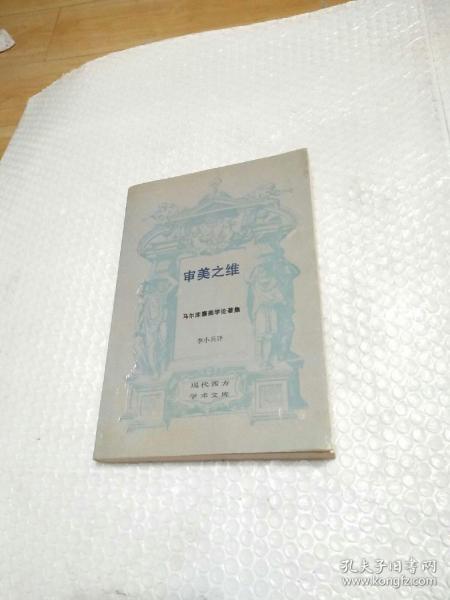 审美之维
马尔库塞美学论著集
李小兵译
现代西方
学术文库
孔夫子旧书网
www.kongfz.com